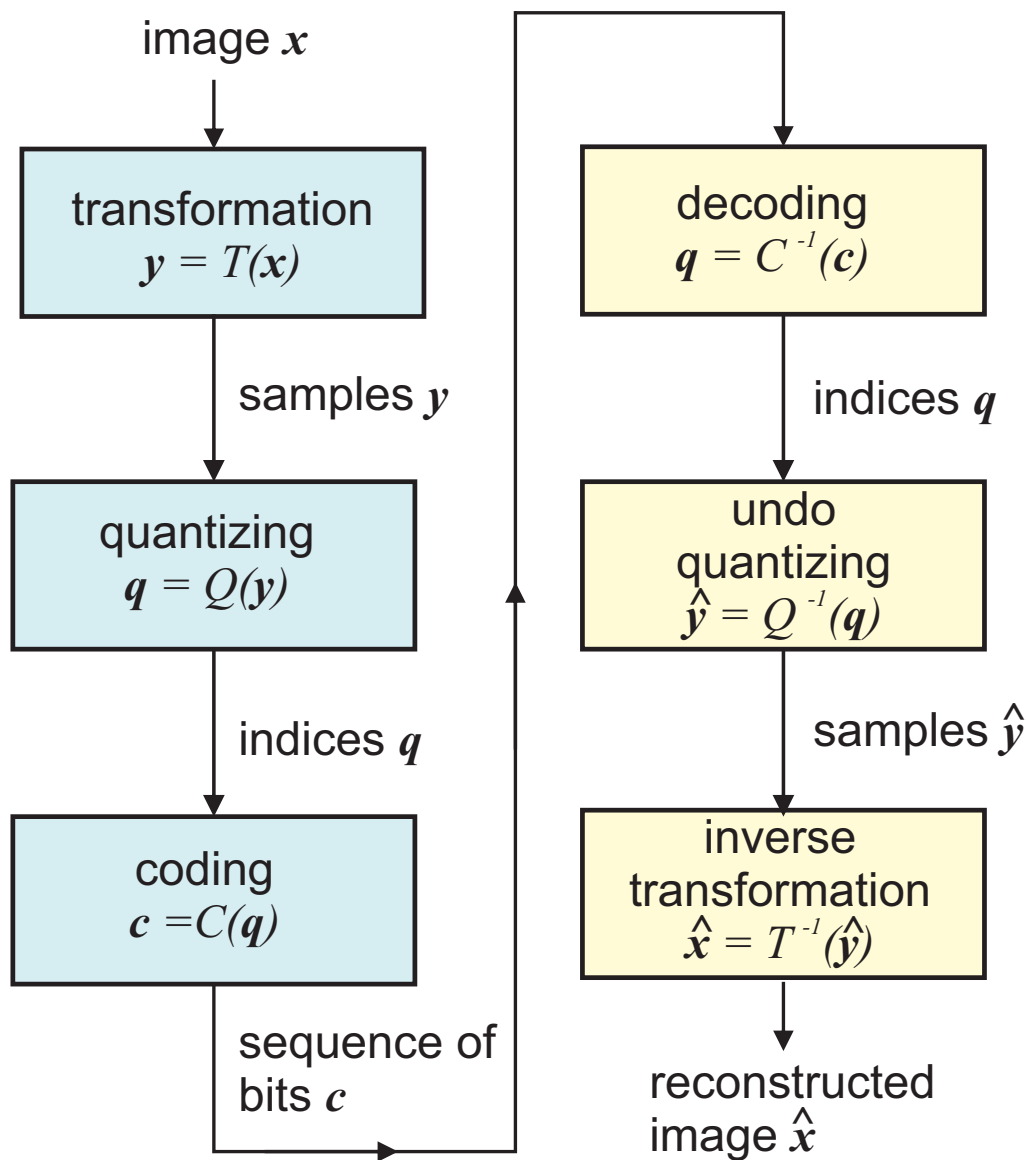 image x
transformation
y = T(x)
samples y
quantizing
q = Q(y)
indices q
coding
c =C(q)
sequence of
bits c
decoding
q = C⁻¹(c)
indices q
undo
quantizing
ŷ = Q⁻¹(q)
samples ŷ
inverse
transformation
x̂ = T⁻¹(ŷ)
reconstructed
image x̂